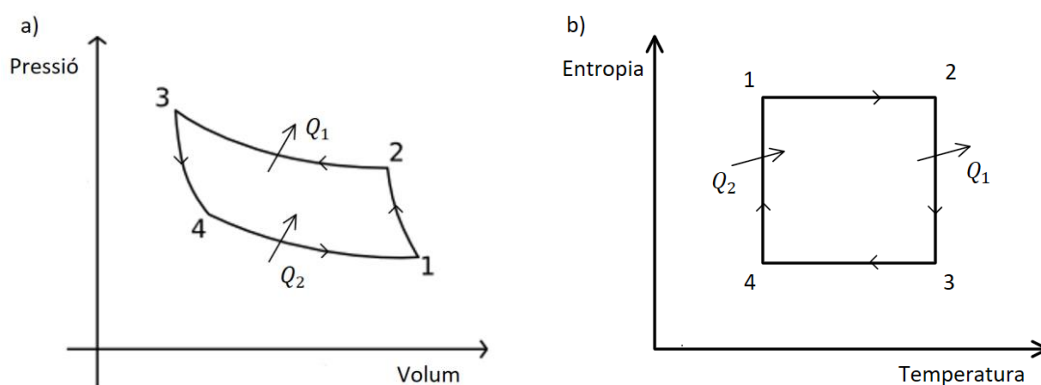 a)
Pressió
3
Q₁
2
4
Q₂
1
Volum
b)
Entropia
1
2
Q₂
Q₁
4
3
Temperatura